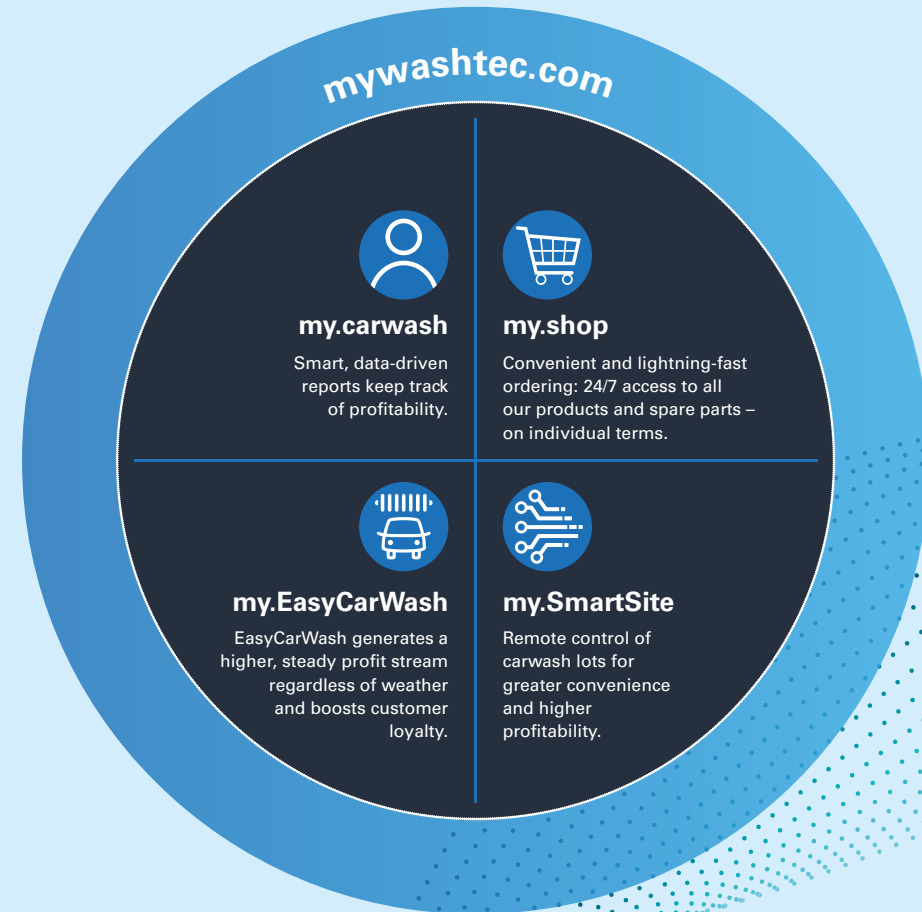 mywashtec.com
my.carwash
Smart, data-driven
reports keep track
of profitability.
my.shop
Convenient and lightning-fast
ordering: 24/7 access to all
our products and spare parts –
on individual terms.
my.EasyCarWash
EasyCarWash generates a
higher, steady profit stream
regardless of weather
and boosts customer
loyalty.
my.SmartSite
Remote control of
carwash lots for
greater convenience
and higher
profitability.